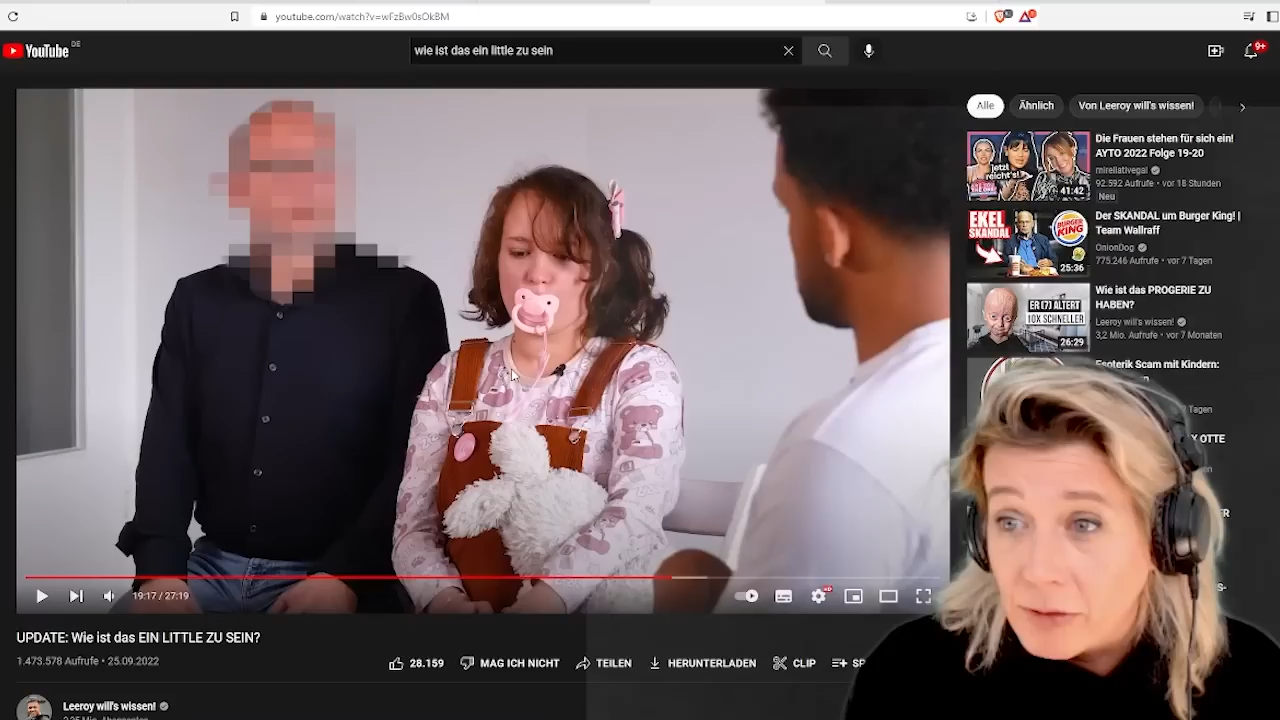 youtube.com/watch?v=wFzBw0sOkBM
YouTube DE
wie ist das ein little zu sein
9+
Alle
Ähnlich
Von Leeroy will's wissen!
Die Frauen stehen für sich ein!
AYTO 2022 Folge 19-20
mirellativegal
92.592 Aufrufe • vor 18 Stunden
Neu
jetzt
reicht's!
41:42
Der SKANDAL um Burger King! |
Team Wallraff
OnionDog
775.246 Aufrufe • vor 7 Tagen
EKEL
SKANDAL
BURGER
KING
25:36
Wie ist das PROGERIE ZU
HABEN?
Leeroy will's wissen!
3,2 Mio. Aufrufe • vor 7 Monaten
ER (7) ALTERT
10X SCHNELLER
26:29
Esoterik Scam mit Kindern:
Tagen
OTTE
19:17 / 27:19
UPDATE: Wie ist das EIN LITTLE ZU SEIN?
1.473.578 Aufrufe • 25.09.2022
28.159
MAG ICH NICHT
TEILEN
HERUNTERLADEN
CLIP
SP
Leeroy will's wissen!